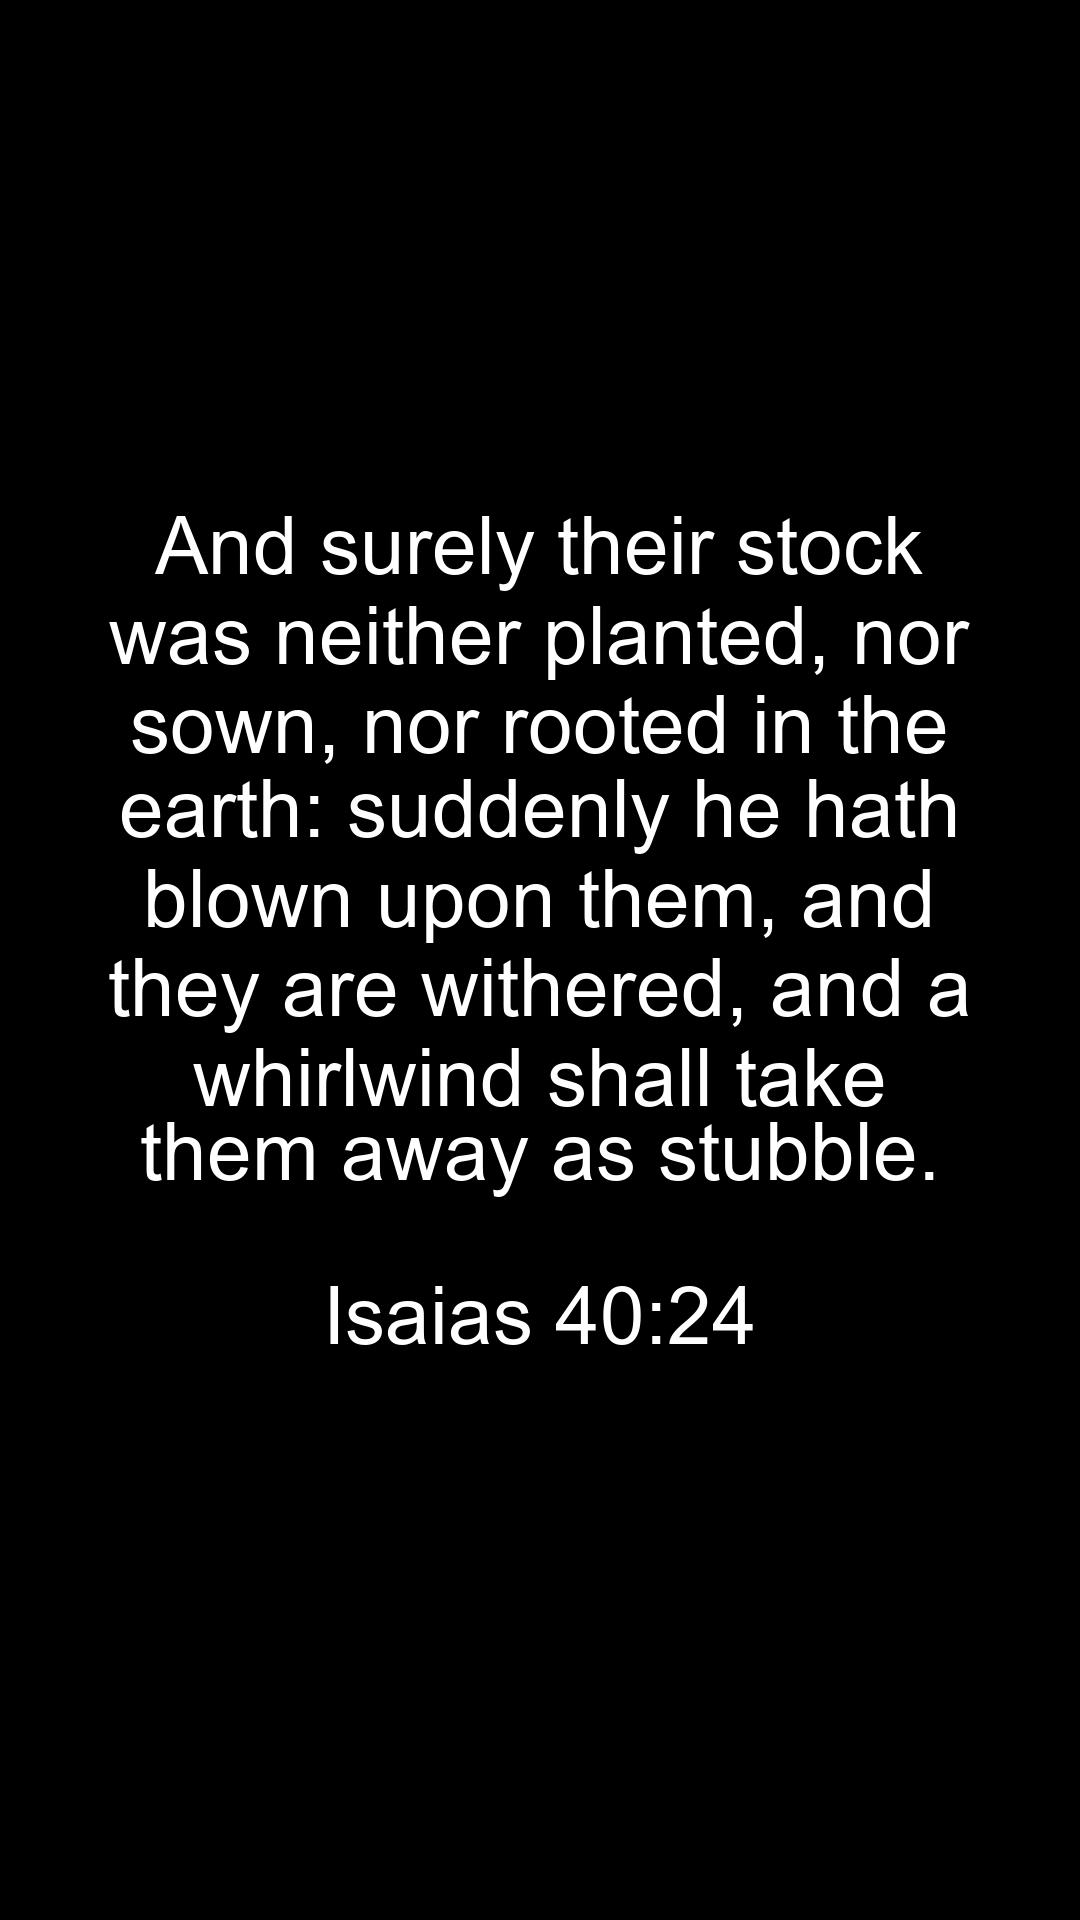 And surely their stock
was neither planted, nor
sown, nor rooted in the
earth: suddenly he hath
blown upon them, and
they are withered, and a
whirlwind shall take
them away as stubble.
Isaias 40:24